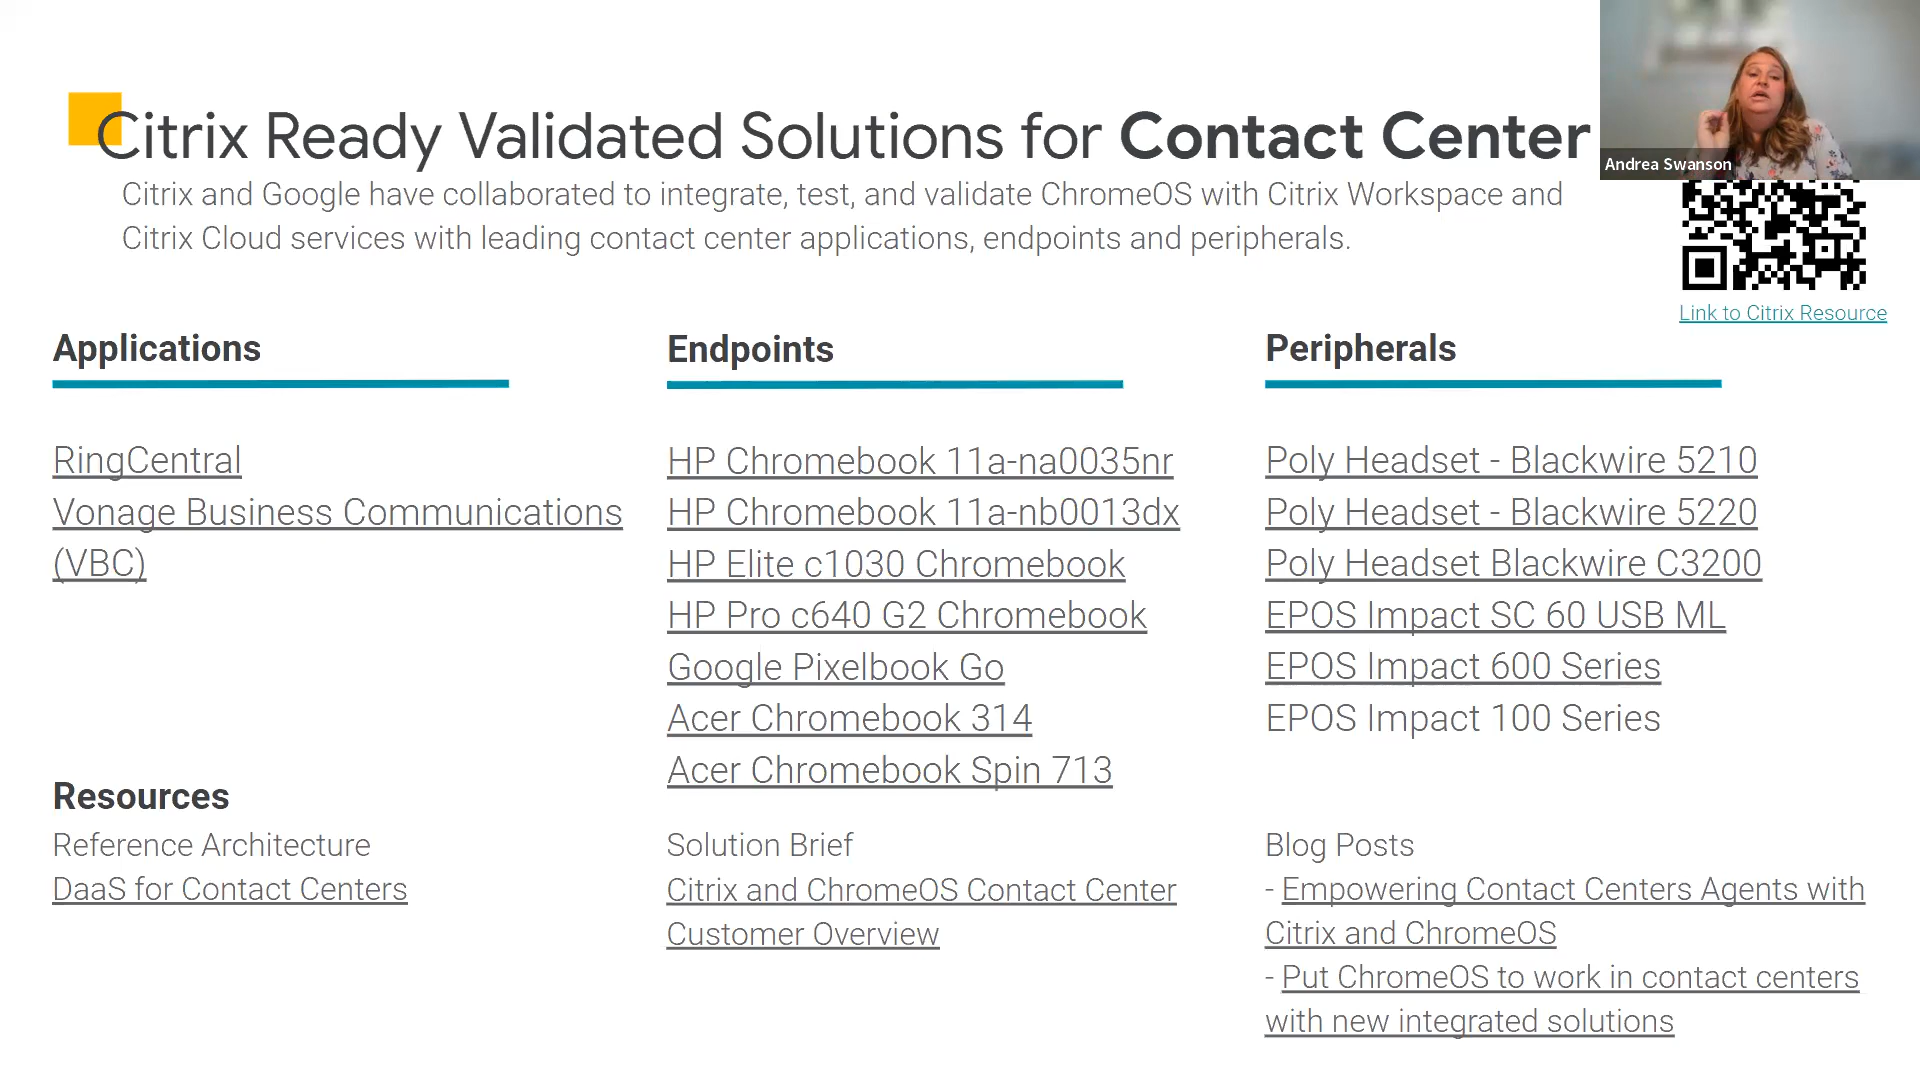 Citrix Ready Validated Solutions for Contact Center
Andrea Swanson
Citrix and Google have collaborated to integrate, test, and validate ChromeOS with Citrix Workspace and
Citrix Cloud services with leading contact center applications, endpoints and peripherals.
Link to Citrix Resource
Applications
RingCentral
Vonage Business Communications
(VBC)
Endpoints
HP Chromebook 11a-na0035nr
HP Chromebook 11a-nb0013dx
HP Elite c1030 Chromebook
HP Pro c640 G2 Chromebook
Google Pixelbook Go
Acer Chromebook 314
Acer Chromebook Spin 713
Peripherals
Poly Headset - Blackwire 5210
Poly Headset - Blackwire 5220
Poly Headset Blackwire C3200
EPOS Impact SC 60 USB ML
EPOS Impact 600 Series
EPOS Impact 100 Series
Resources
Reference Architecture
DaaS for Contact Centers
Solution Brief
Citrix and ChromeOS Contact Center
Customer Overview
Blog Posts
- Empowering Contact Centers Agents with
Citrix and ChromeOS
- Put ChromeOS to work in contact centers
with new integrated solutions